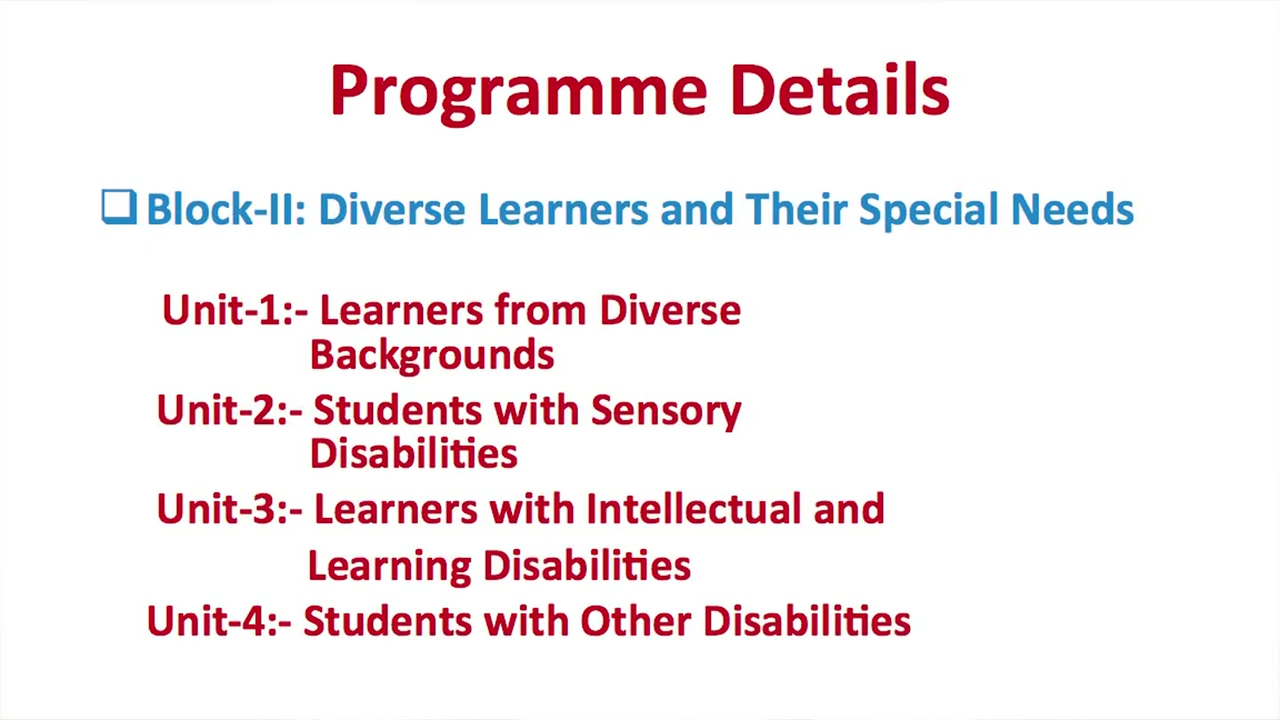 Programme Details
❑Block-II: Diverse Learners and Their Special Needs
Unit-1:- Learners from Diverse
Backgrounds
Unit-2:- Students with Sensory
Disabilities
Unit-3:- Learners with Intellectual and
Learning Disabilities
Unit-4:- Students with Other Disabilities